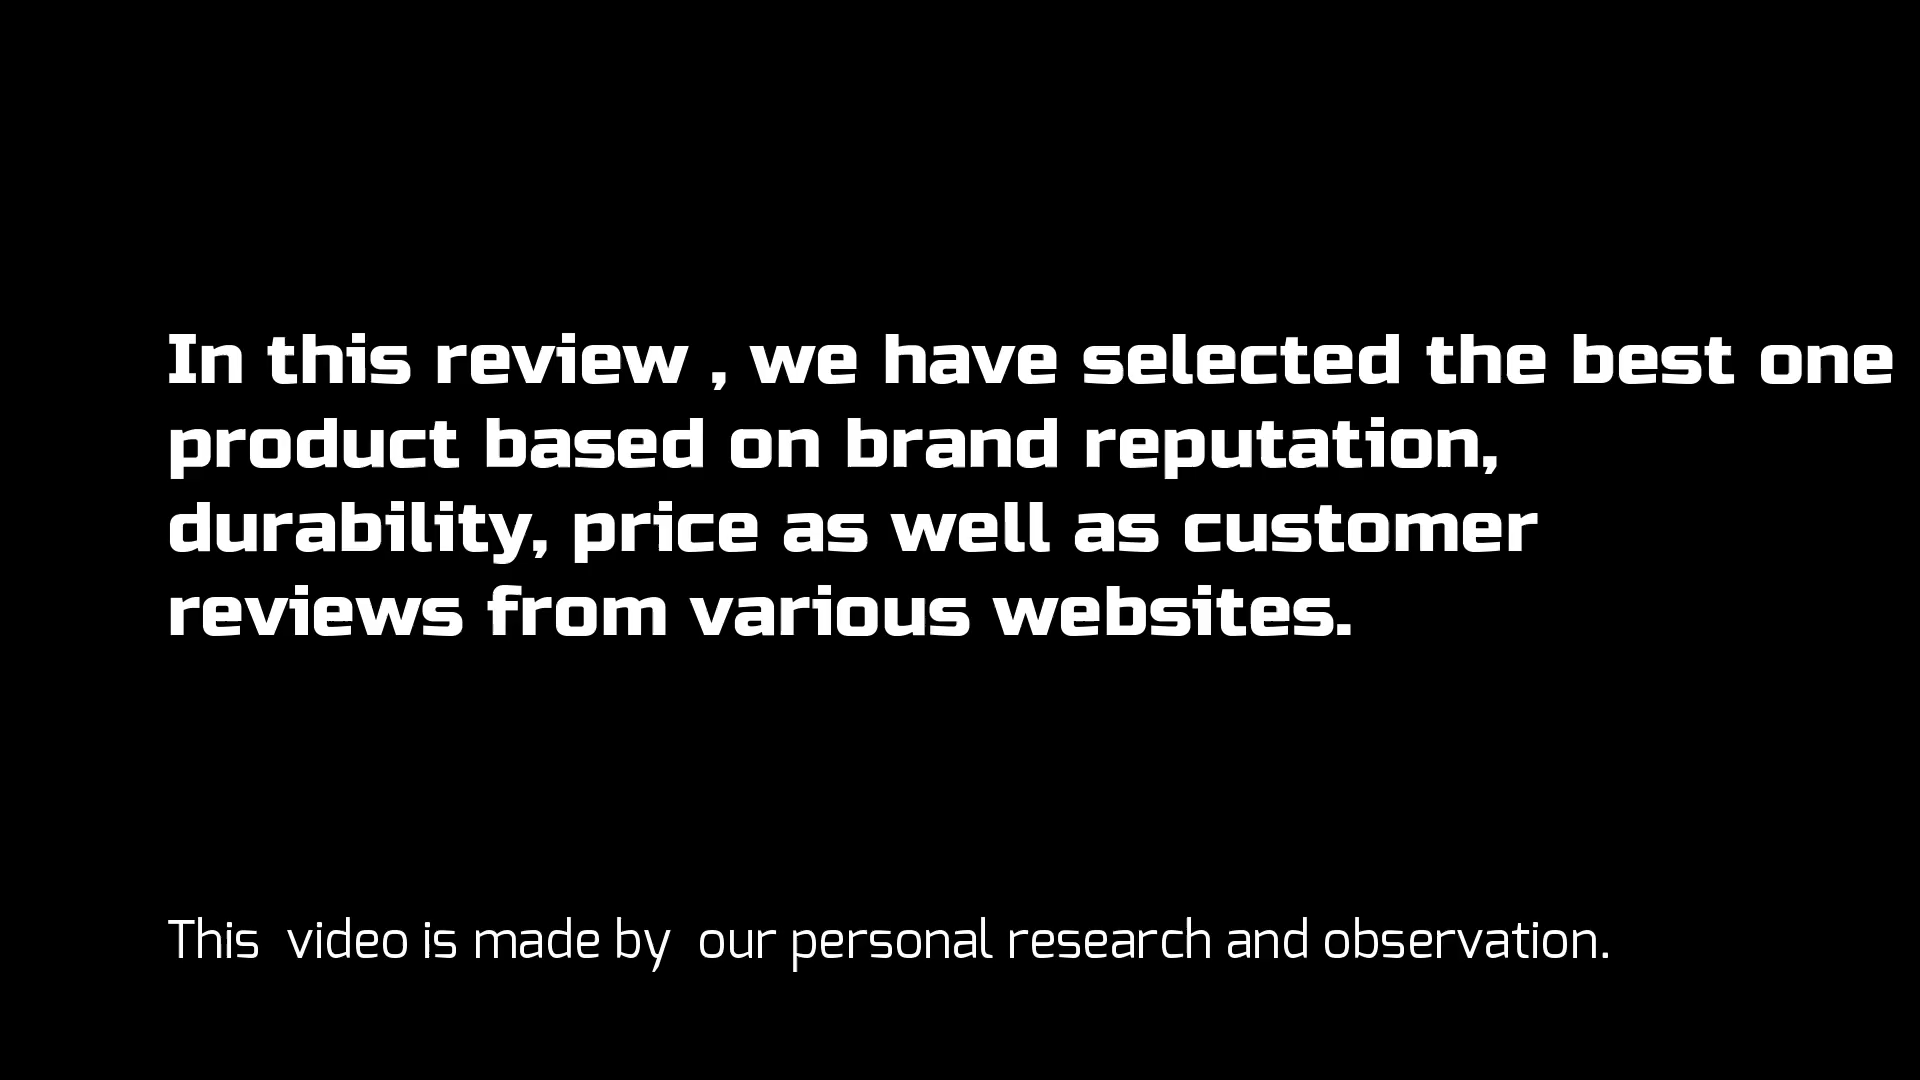 In this review , we have selected the best one
product based on brand reputation,
durability, price as well as customer
reviews from various websites.
This  video is made by  our personal research and observation.